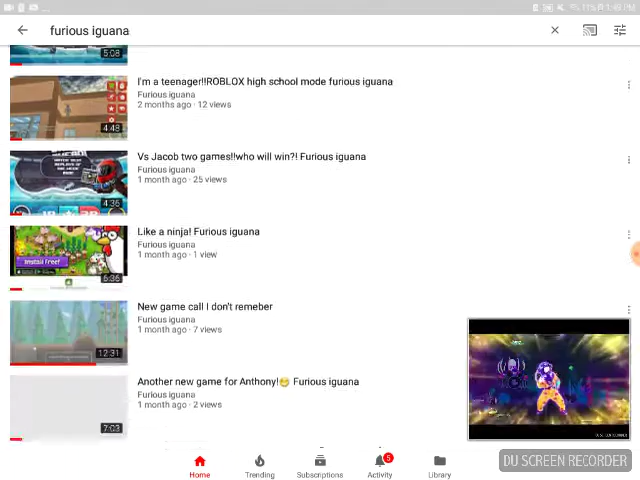 furious iguana
5:08
I'm a teenager!!ROBLOX high school mode furious iguana
Furious iguana
2 months ago · 12 views
4:48
Vs Jacob two games!!who will win?! Furious iguana
Furious iguana
1 month ago · 25 views
4:36
Like a ninja! Furious iguana
Furious iguana
1 month ago · 1 view
Install Free!
6:36
New game call I don't remeber
Furious iguana
1 month ago · 7 views
12:31
Another new game for Anthony!😂 Furious iguana
Furious iguana
1 month ago · 2 views
7:03
5
Home
Trending
Subscriptions
Activity
Library
DU SCREEN RECORDER